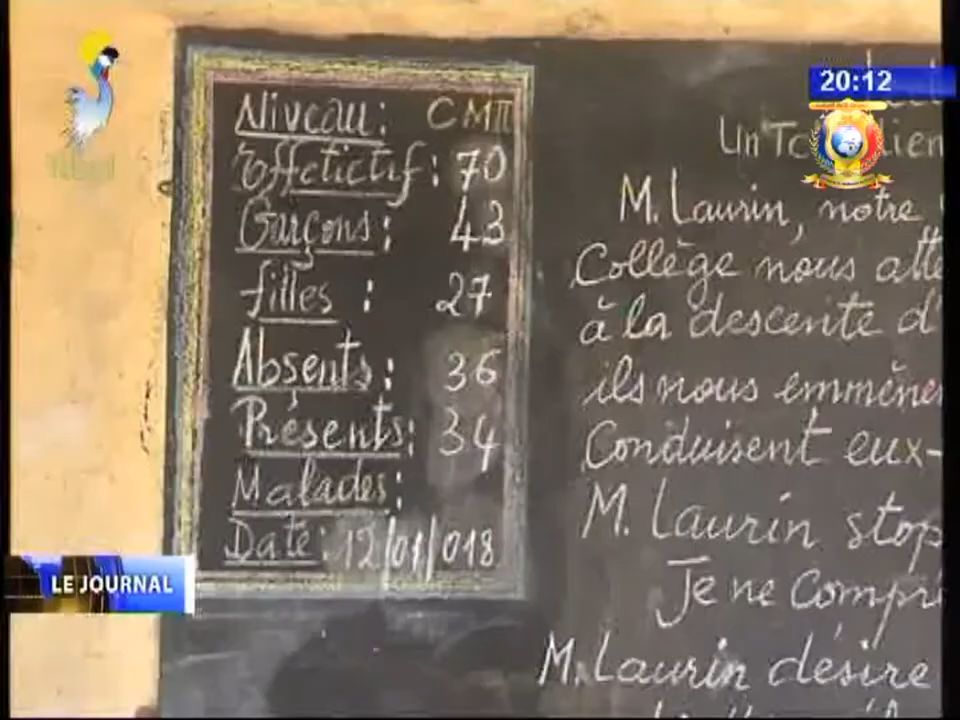 Niveau: CMII
Effectictif: 70
Garçons: 43
filles: 27
Absents: 36
Présents: 34
Malades:
Date: 12/01/018
20:12
M. Laurin, notre
Collège nous atte
à la descente d'
ils nous emmène
Conduisent eux-
M. Laurin stop
Je ne Compri
M. Laurin désire
LE JOURNAL